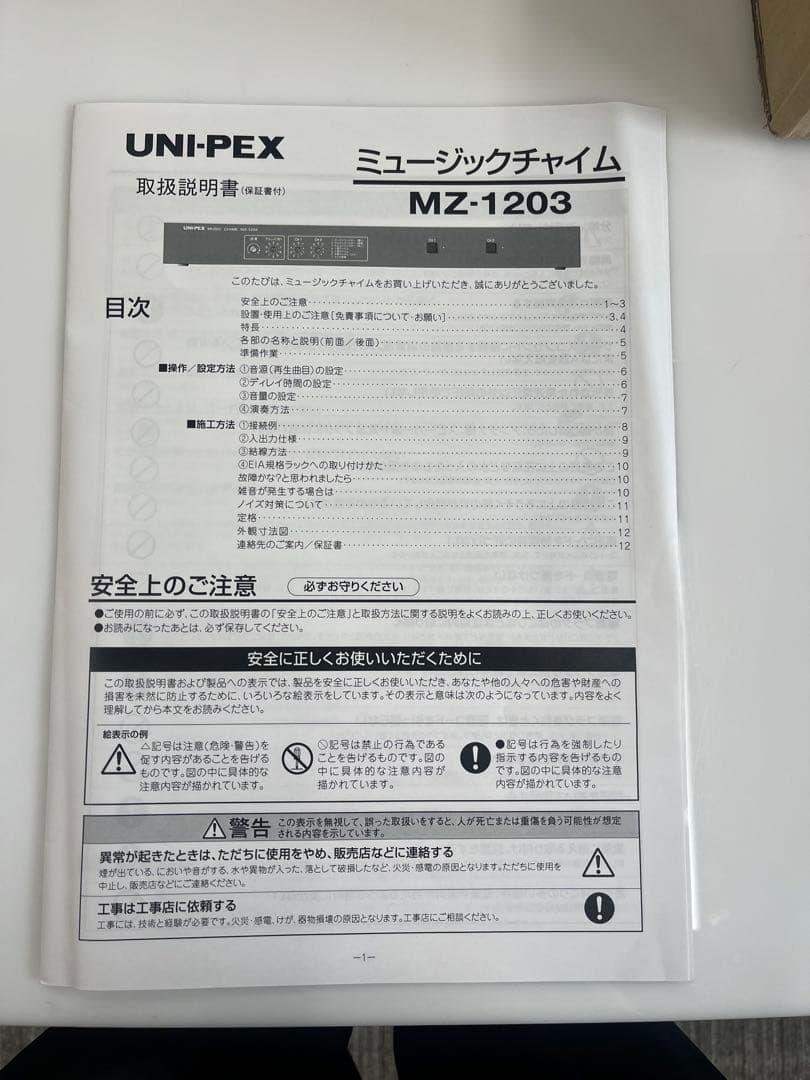 UNI-PEX
ミュージックチャイム
取扱説明書(保証書付)
MZ-1203
UNI-PEX MUSIC CHIME MZ-1203
このたびは、ミュージックチャイムをお買い上げいただき、誠にありがとうございました。
目次
安全上のご注意 1〜3
設置・使用上のご注意[免責事項について・お願い] 3,4
特長 4
各部の名称と説明(前面/後面) 5
準備作業 5
■操作/設定方法 ①音源(再生曲目)の設定 6
②ディレイ時間の設定 6
③音量の設定 7
④演奏方法 7
■施工方法 ①接続例 8
②入出力仕様 9
③結線方法 9
④EIA規格ラックへの取り付けかた 10
故障かな?と思われましたら 10
雑音が発生する場合は 10
ノイズ対策について 11
定格 11
外観寸法図 12
連絡先のご案内/保証書 12
安全上のご注意 必ずお守りください
●ご使用の前に必ず、この取扱説明書の「安全上のご注意」と取扱方法に関する説明をよくお読みの上、正しくお使いください。
●お読みになったあとは、必ず保存してください。
安全に正しくお使いいただくために
この取扱説明書および製品への表示では、製品を安全に正しくお使いいただき、あなたや他の人々への危害や財産への
損害を未然に防止するために、いろいろな絵表示をしています。その表示と意味は次のようになっています。内容をよく
理解してから本文をお読みください。
絵表示の例
△記号は注意(危険・警告)を
促す内容があることを告げる
ものです。図の中に具体的な
注意内容が描かれています。
⃠記号は禁止の行為である
ことを告げるものです。図の
中に具体的な注意内容が
描かれています。
●記号は行為を強制したり
指示する内容を告げるもの
です。図の中に具体的な注意
内容が描かれています。
警告 この表示を無視して、誤った取扱いをすると、人が死亡または重傷を負う可能性が想定
される内容を示しています。
異常が起きたときは、ただちに使用をやめ、販売店などに連絡する
煙が出ている、においや音がする、水や異物が入った、落として破損したなど、火災・感電の原因となります。ただちに使用を
中止し、販売店などにご連絡ください。
工事は工事店に依頼する
工事には、技術と経験が必要です。火災・感電、けが、器物損壊の原因となります。工事店にご相談ください。
−1−